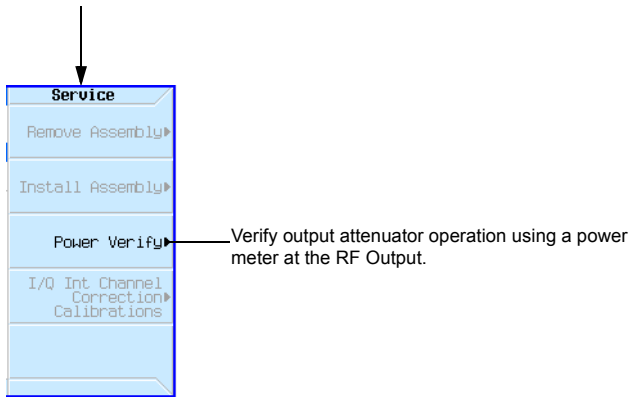 Service
Remove Assembly
Install Assembly
Power Verify
Verify output attenuator operation using a power
meter at the RF Output.
I/Q Int Channel
Correction
Calibrations